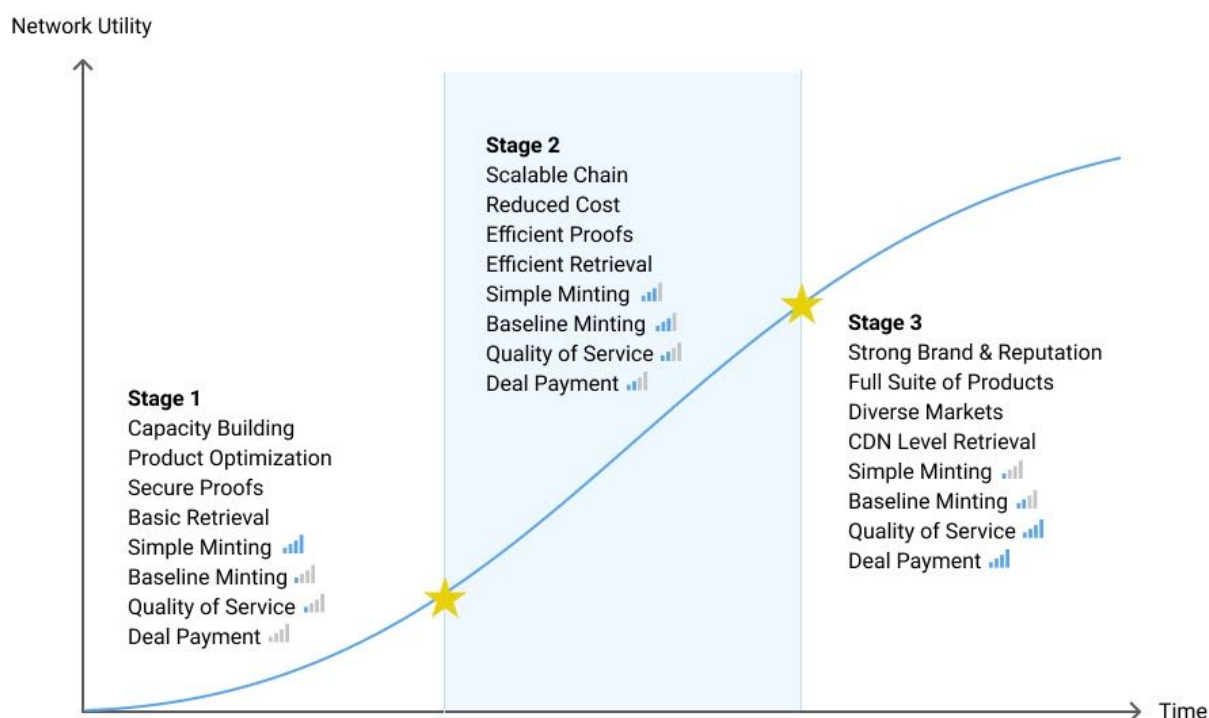 Network Utility
Stage 1
Capacity Building
Product Optimization
Secure Proofs
Basic Retrieval
Simple Minting
Baseline Minting
Quality of Service
Deal Payment
Stage 2
Scalable Chain
Reduced Cost
Efficient Proofs
Efficient Retrieval
Simple Minting
Baseline Minting
Quality of Service
Deal Payment
Stage 3
Strong Brand & Reputation
Full Suite of Products
Diverse Markets
CDN Level Retrieval
Simple Minting
Baseline Minting
Quality of Service
Deal Payment
Time